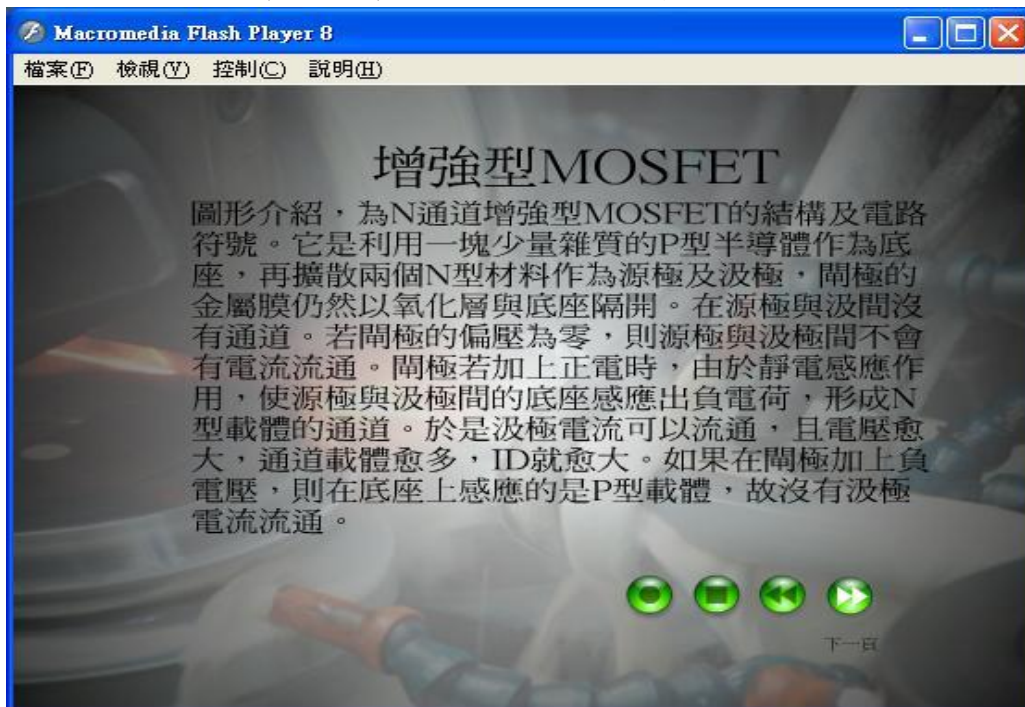 Macromedia Flash Player 8
檔案(F) 檢視(V) 控制(C) 說明(H)
增強型MOSFET
圖形介紹，為N通道增強型MOSFET的結構及電路
符號。它是利用一塊少量雜質的P型半導體作為底
座，再擴散兩個N型材料作為源極及汲極，閘極的
金屬膜仍然以氧化層與底座隔開。在源極與汲間沒
有通道。若閘極的偏壓為零，則源極與汲極間不會
有電流流通。閘極若加上正電時，由於靜電感應作
用，使源極與汲極間的底座感應出負電荷，形成N
型載體的通道。於是汲極電流可以流通，且電壓愈
大，通道載體愈多，ID就愈大。如果在閘極加上負
電壓，則在底座上感應的是P型載體，故沒有汲極
電流流通。
下一頁